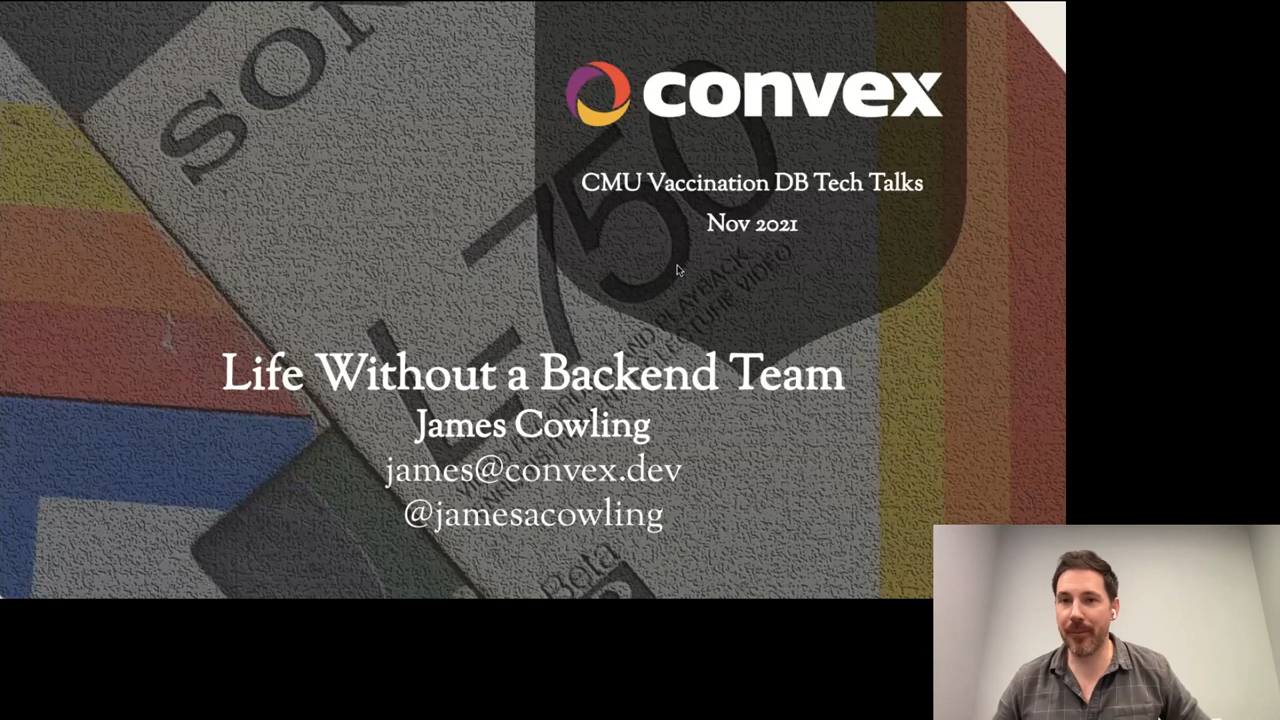 convex
CMU Vaccination DB Tech Talks
Nov 2021
SON
L-750
Life Without a Backend Team
James Cowling
james@convex.dev
@jamesacowling
Beta